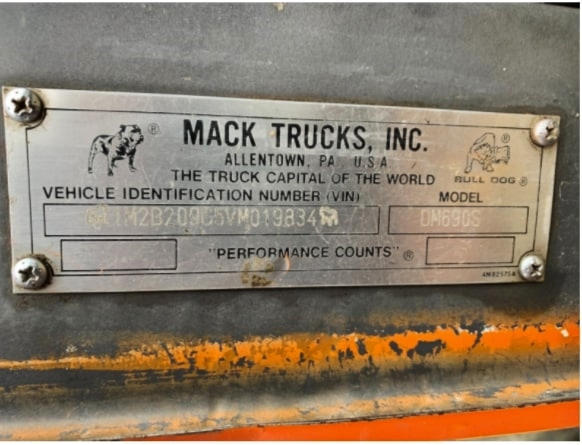 MACK TRUCKS, INC.
ALLENTOWN, PA. U.S.A.
THE TRUCK CAPITAL OF THE WORLD
BULL DOG ®
VEHICLE IDENTIFICATION NUMBER (VIN)
MODEL
1M2B209C5VM019834
DM690S
"PERFORMANCE COUNTS" ®